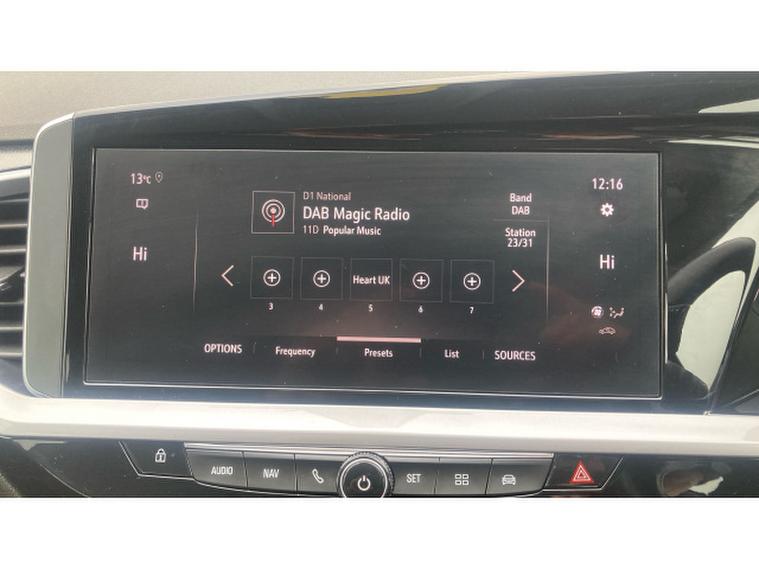 13°C
12:16
D1 National
DAB Magic Radio
11D Popular Music
Band
DAB
Station
23/31
Hi
Hi
Heart UK
3
4
5
6
7
OPTIONS
Frequency
Presets
List
SOURCES
AUDIO
NAV
SET